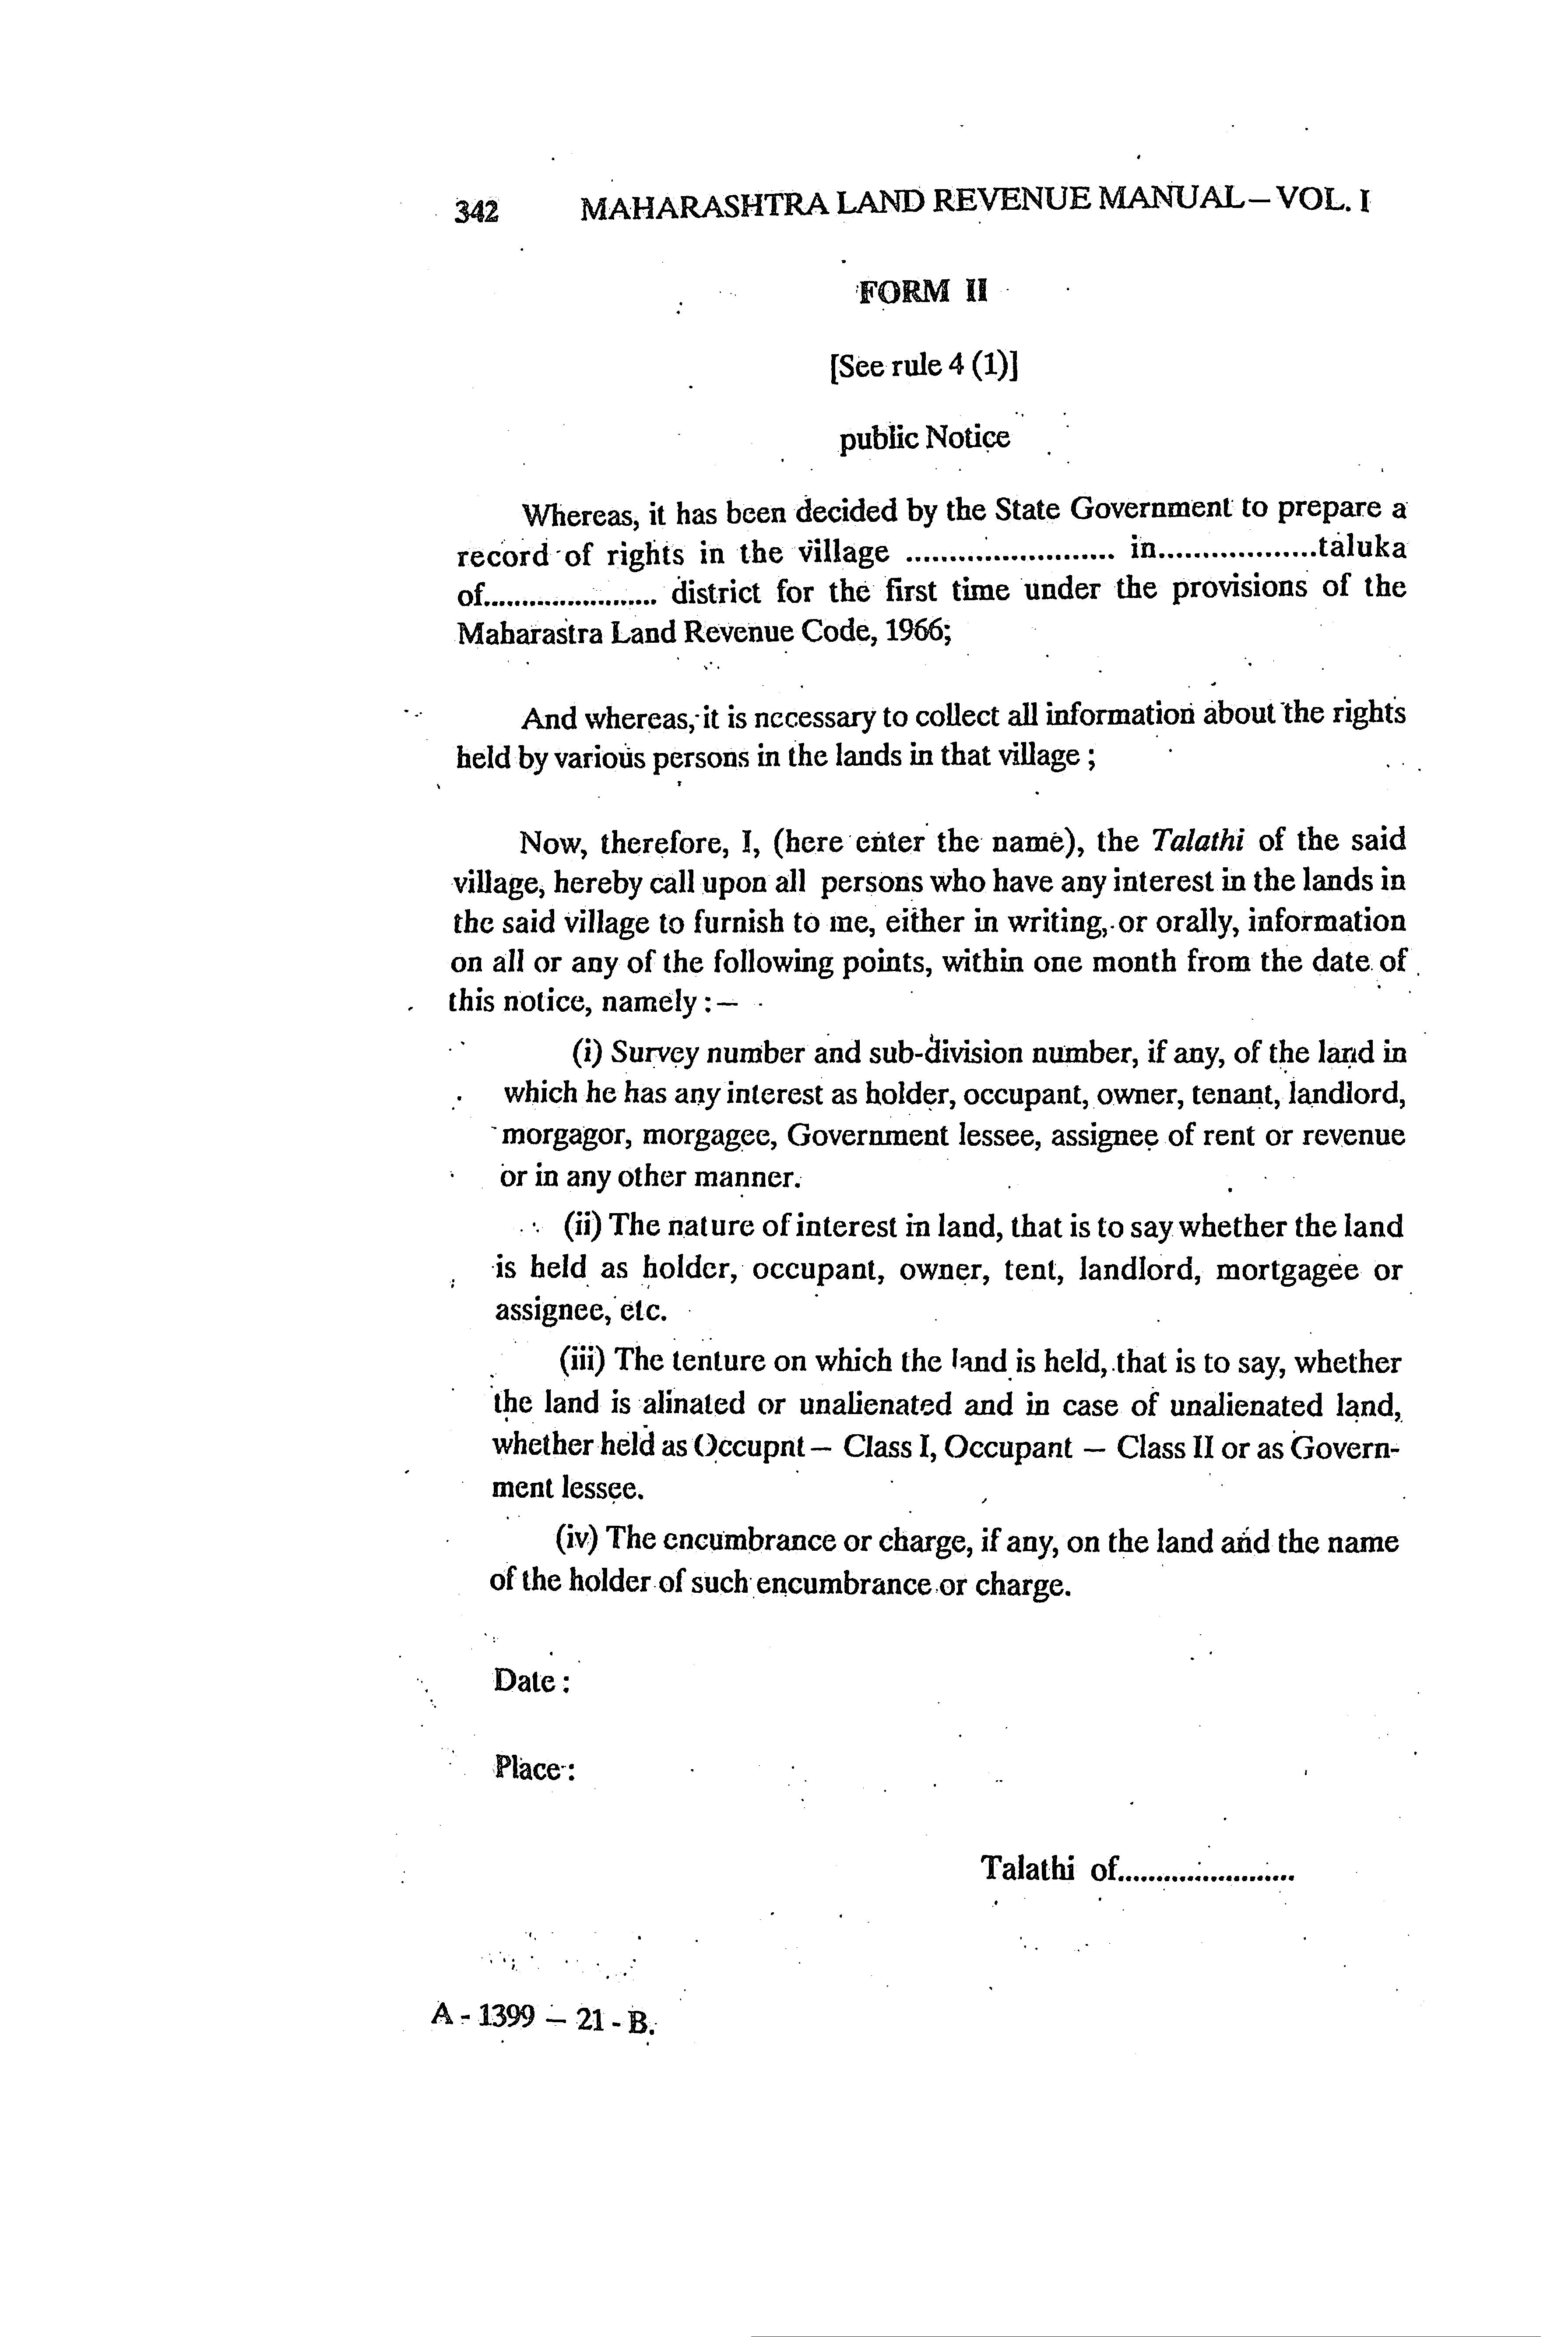 342 MAHARASHTRA LAND REVENUE MANUAL – VOL. I
FORM II
[See rule 4 (1)]
public Notice
Whereas, it has been decided by the State Government to prepare a
record of rights in the village ........................ in..................taluka
of....................... district for the first time under the provisions of the
Maharastra Land Revenue Code, 1966;
And whereas, it is necessary to collect all information about the rights
held by various persons in the lands in that village ;
Now, therefore, I, (here enter the name), the Talathi of the said
village, hereby call upon all persons who have any interest in the lands in
the said village to furnish to me, either in writing, or orally, information
on all or any of the following points, within one month from the date of
this notice, namely : –
(i) Survey number and sub-division number, if any, of the land in
which he has any interest as holder, occupant, owner, tenant, landlord,
morgagor, morgagee, Government lessee, assignee of rent or revenue
or in any other manner.
(ii) The nature of interest in land, that is to say whether the land
is held as holder, occupant, owner, tent, landlord, mortgagee or
assignee, etc.
(iii) The tenture on which the land is held, that is to say, whether
the land is alinated or unalienated and in case of unalienated land,
whether held as Occupnt – Class I, Occupant – Class II or as Govern-
ment lessee.
(iv) The encumbrance or charge, if any, on the land and the name
of the holder of such encumbrance or charge.
Date :
Place :
Talathi of.......................
A - 1399 – 21 - B.